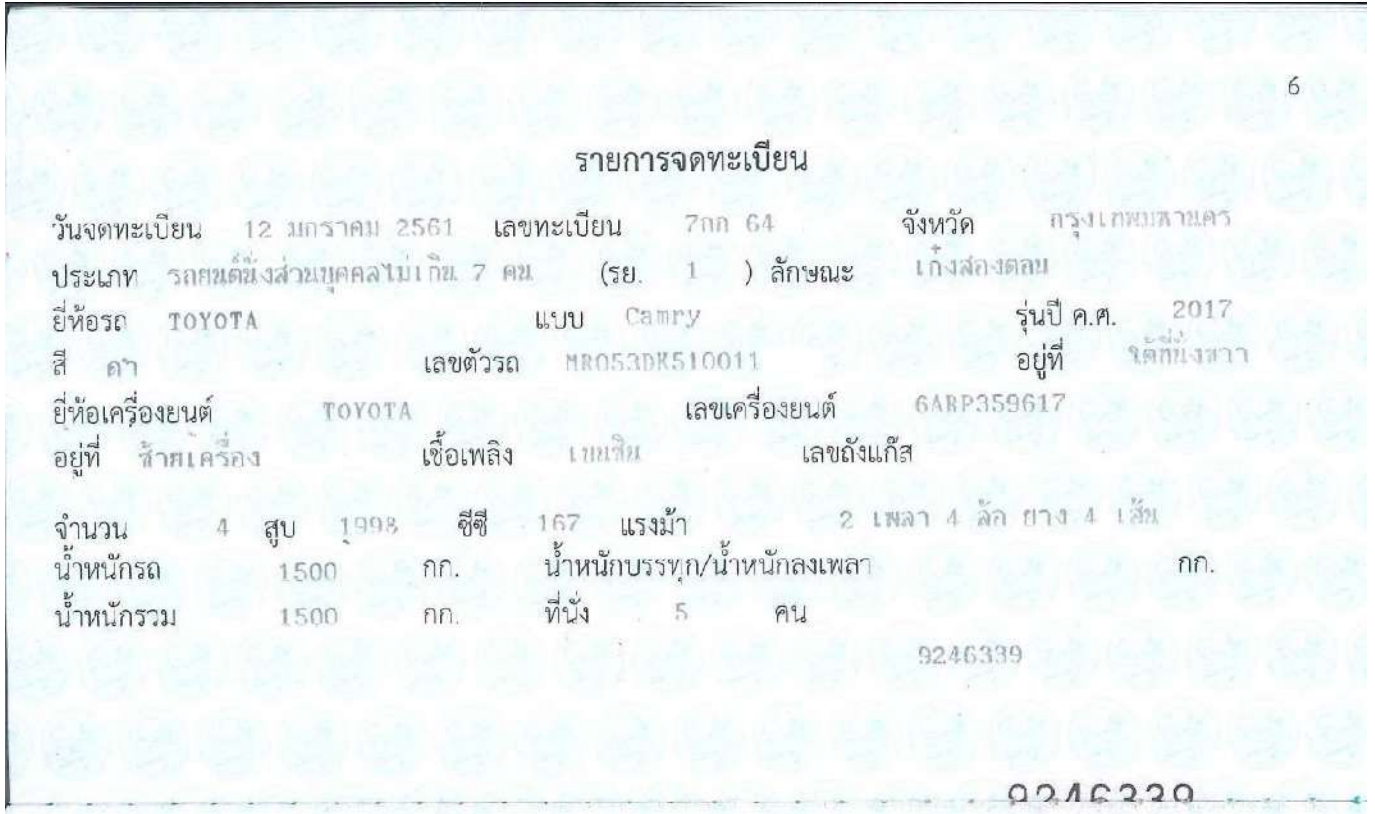 6
รายการจดทะเบียน
วันจดทะเบียน 12 มกราคม 2561 เลขทะเบียน 7กก 64 จังหวัด กรุงเทพมหานคร
ประเภท รถยนต์นั่งส่วนบุคคลไม่เกิน 7 คน (รย. 1 ) ลักษณะ เก๋งสองตอน
ยี่ห้อรถ TOYOTA แบบ Camry รุ่นปี ค.ศ. 2017
สี ดำ เลขตัวรถ MR053DK510011 อยู่ที่ ใต้ที่นั่งขวา
ยี่ห้อเครื่องยนต์ TOYOTA เลขเครื่องยนต์ 6ARP359617
อยู่ที่ ซ้ายเครื่อง เชื้อเพลิง เบนซิน เลขถังแก๊ส
จำนวน 4 สูบ 1998 ซีซี 167 แรงม้า 2 เพลา 4 ล้อ ยาง 4 เส้น
น้ำหนักรถ 1500 กก. น้ำหนักบรรทุก/น้ำหนักลงเพลา กก.
น้ำหนักรวม 1500 กก. ที่นั่ง 5 คน
9246339
9246339